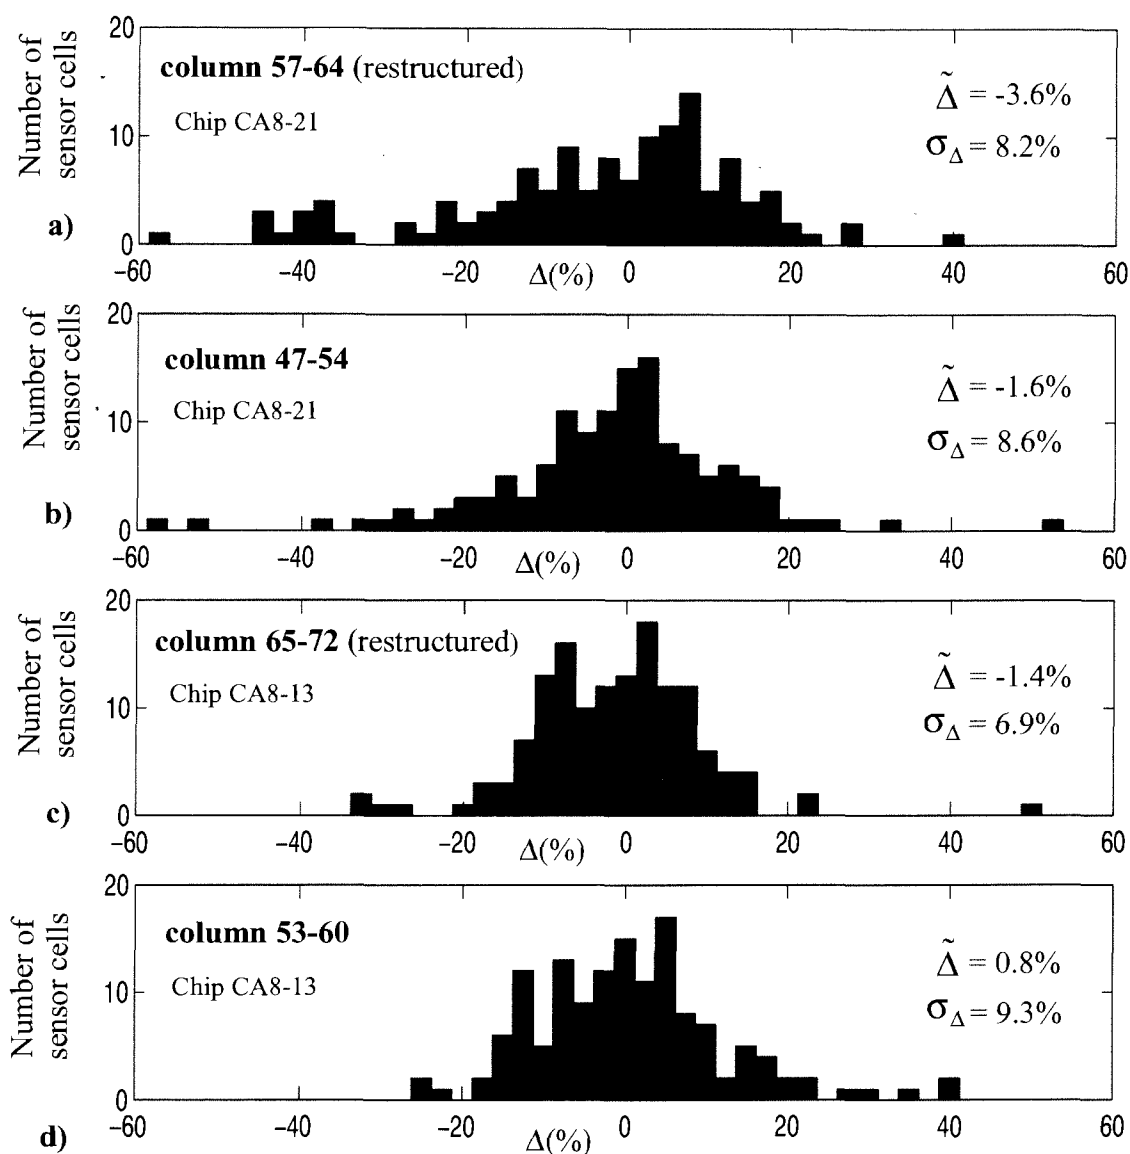 Number of
sensor cells
20
10
0
column 57-64 (restructured)
Chip CA8-21
Δ̃ = -3.6%
σΔ = 8.2%
a)
−60 −40 −20 Δ(%) 0 20 40 60
Number of
sensor cells
20
10
0
column 47-54
Chip CA8-21
Δ̃ = -1.6%
σΔ = 8.6%
b)
−60 −40 −20 Δ(%) 0 20 40 60
Number of
sensor cells
20
10
0
column 65-72 (restructured)
Chip CA8-13
Δ̃ = -1.4%
σΔ = 6.9%
c)
−60 −40 −20 Δ(%) 0 20 40 60
Number of
sensor cells
20
10
0
column 53-60
Chip CA8-13
Δ̃ = 0.8%
σΔ = 9.3%
d)
−60 −40 −20 Δ(%) 0 20 40 60